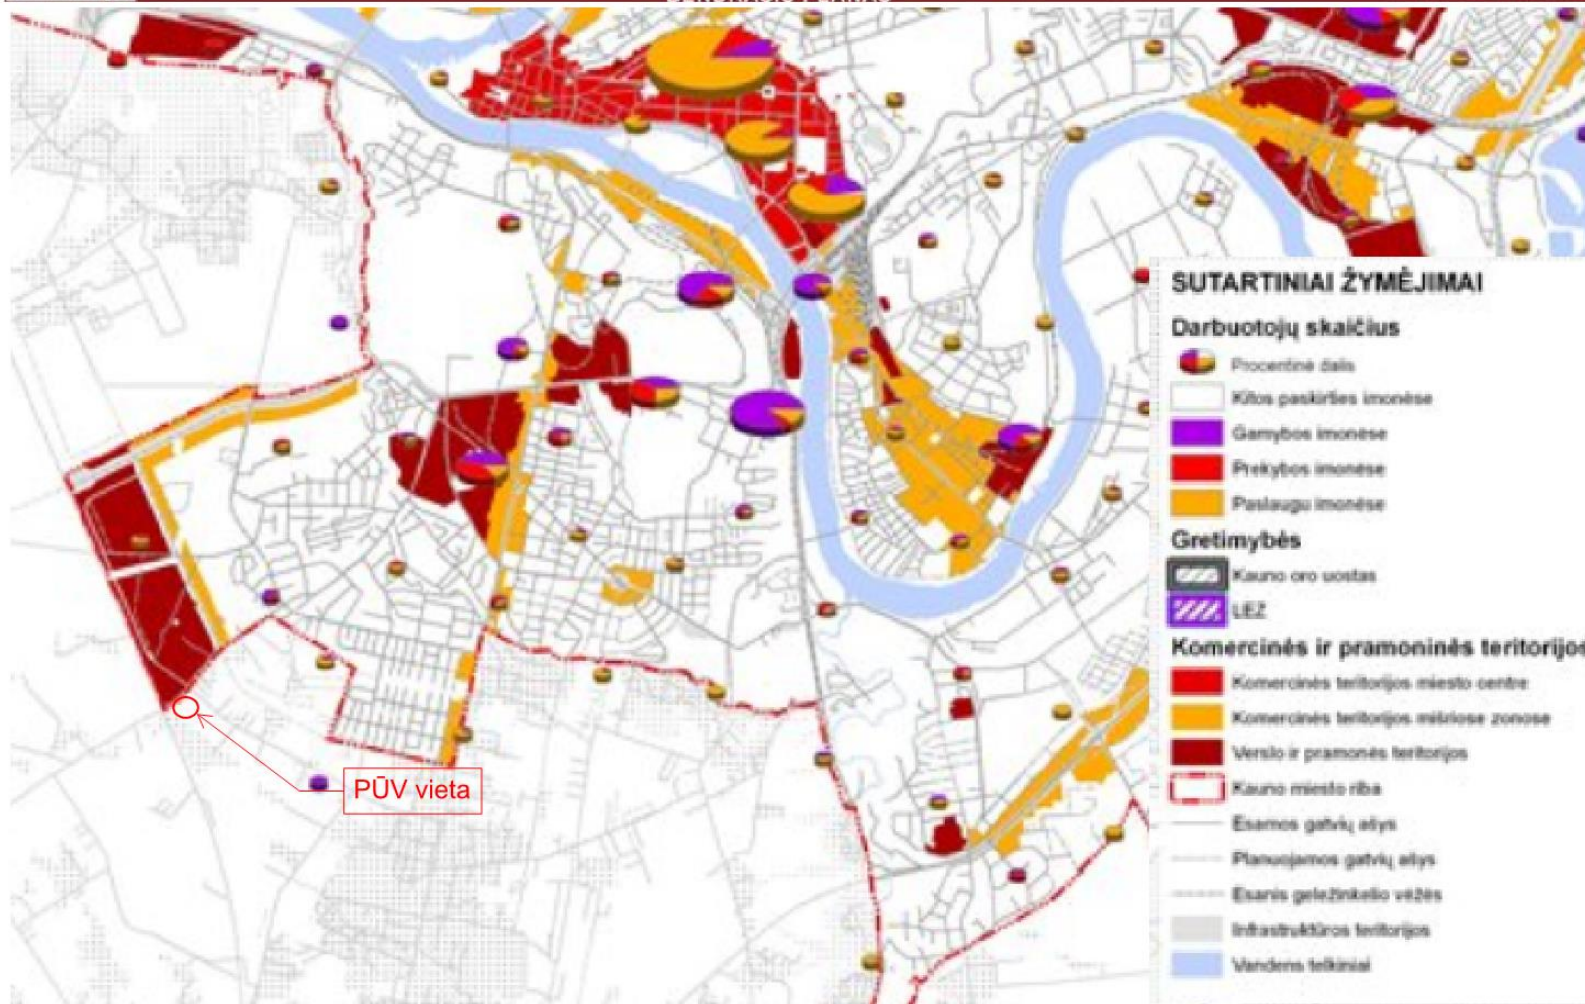 SUTARTINIAI ŽYMĖJIMAI
Darbuotojų skaičius
Procentinė dalis
Kitos paskirties įmonėse
Gamybos įmonėse
Prekybos įmonėse
Paslaugų įmonėse
Gretimybės
Kauno oro uostas
LEZ
Komercinės ir pramoninės teritorijos
Komercinės teritorijos miesto centre
Komercinės teritorijos mišriose zonose
Verslo ir pramonės teritorijos
Kauno miesto riba
Esamos gatvių ašys
Planuojamos gatvių ašys
Esanis geležinkelio vėžės
Infrastruktūros teritorijos
Vandens telkiniai
PŪV vieta